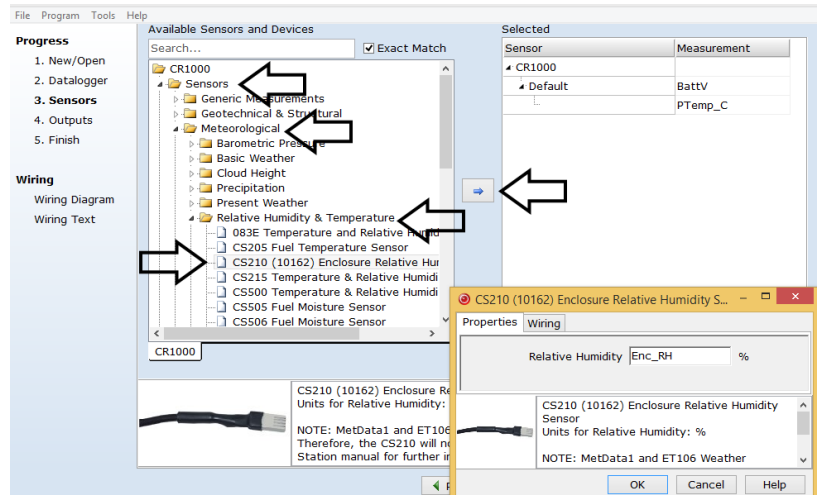 File Program Tools Help
Progress
1. New/Open
2. Datalogger
3. Sensors
4. Outputs
5. Finish
Wiring
Wiring Diagram
Wiring Text
Available Sensors and Devices
Search...
Exact Match
CR1000
Sensors
Generic Measurements
Geotechnical & Structural
Meteorological
Barometric Pressure
Basic Weather
Cloud Height
Precipitation
Present Weather
Relative Humidity & Temperature
083E Temperature and Relative Humid
CS205 Fuel Temperature Sensor
CS210 (10162) Enclosure Relative Hur
CS215 Temperature & Relative Humidi
CS500 Temperature & Relative Humidi
CS505 Fuel Moisture Sensor
CS506 Fuel Moisture Sensor
CR1000
Selected
Sensor Measurement
CR1000
Default BattV
PTemp_C
CS210 (10162) Enclosure Re
Units for Relative Humidity:
NOTE: MetData1 and ET106
Therefore, the CS210 will n
Station manual for further i
CS210 (10162) Enclosure Relative Humidity S...
Properties Wiring
Relative Humidity Enc_RH %
CS210 (10162) Enclosure Relative Humidity
Sensor
Units for Relative Humidity: %
NOTE: MetData1 and ET106 Weather
OK Cancel Help